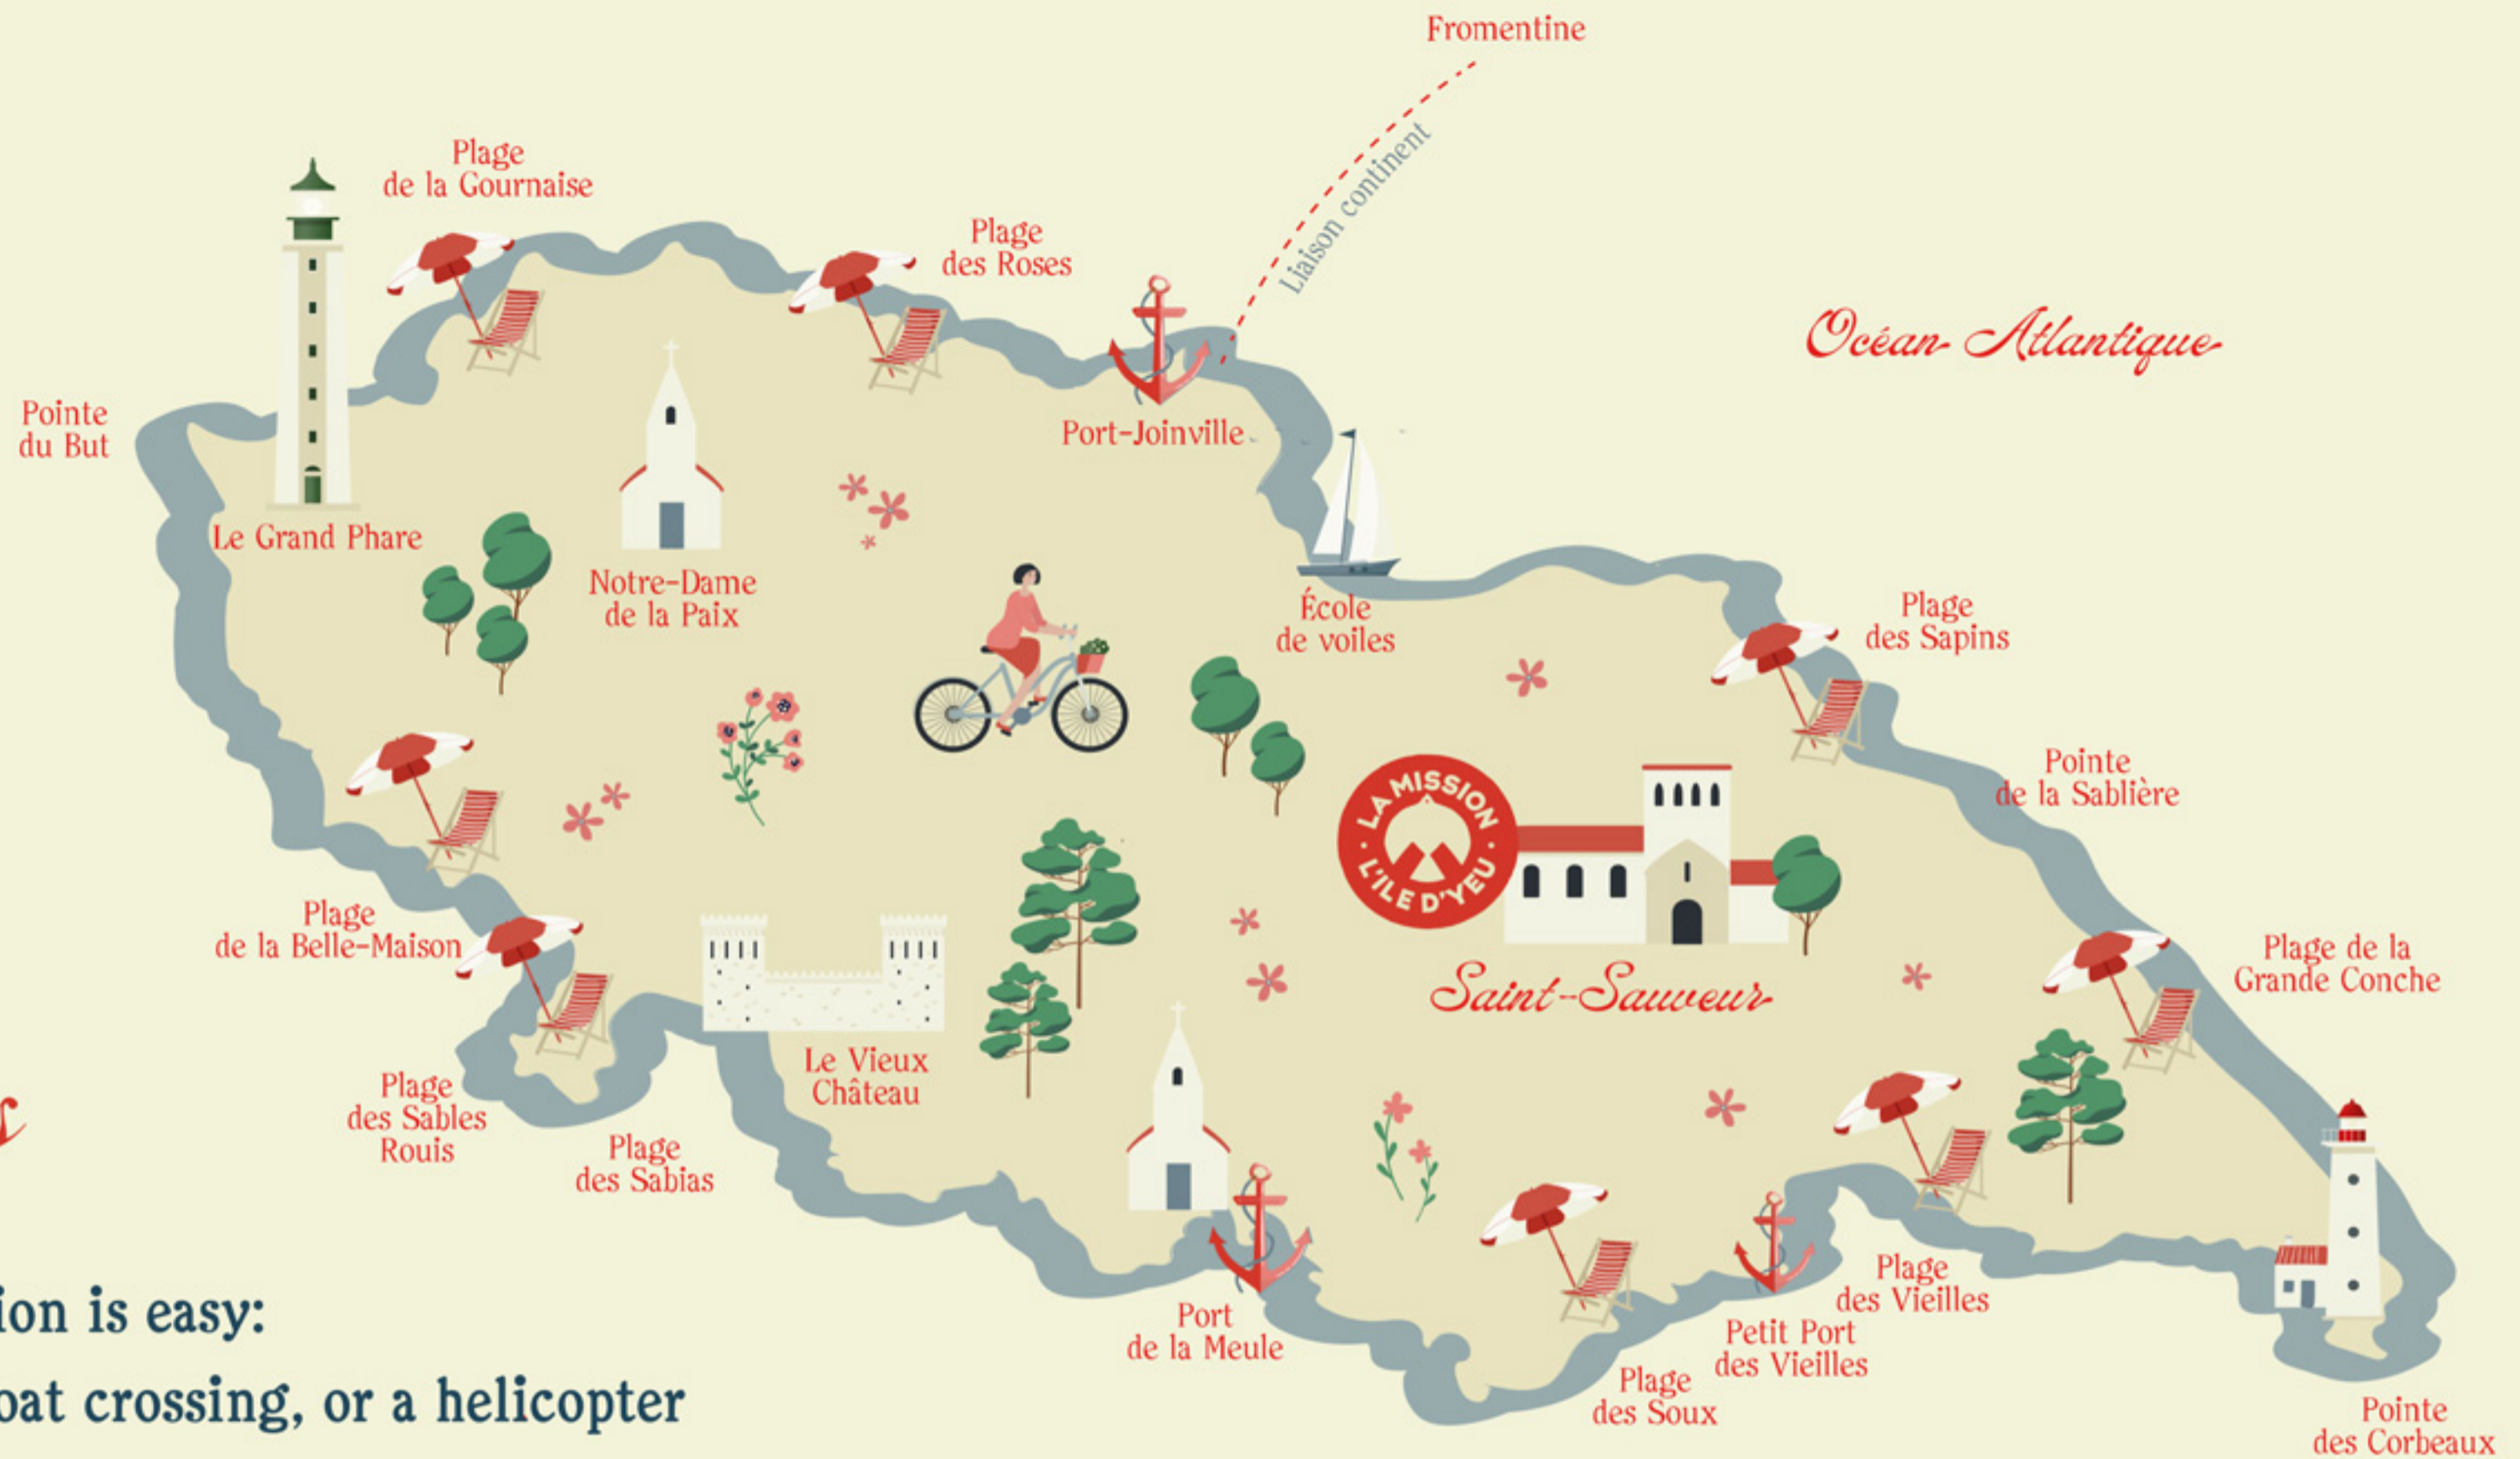 Fromentine
Liaison continent
Plage
de la Gournaise
Plage
des Roses
Océan Atlantique
Pointe
du But
Port-Joinville
Le Grand Phare
Notre-Dame
de la Paix
École
de voiles
Plage
des Sapins
Pointe
de la Sablière
LA MISSION
L'ILE D'YEU
Plage
de la Belle-Maison
Plage de la
Grande Conche
Saint-Sauveur
Le Vieux
Château
Plage
des Sables
Rouis
Plage
des Sabias
Port
de la Meule
Plage
des Vieilles
Petit Port
des Vieilles
Plage
des Soux
Pointe
des Corbeaux
ion is easy:
oat crossing, or a helicopter